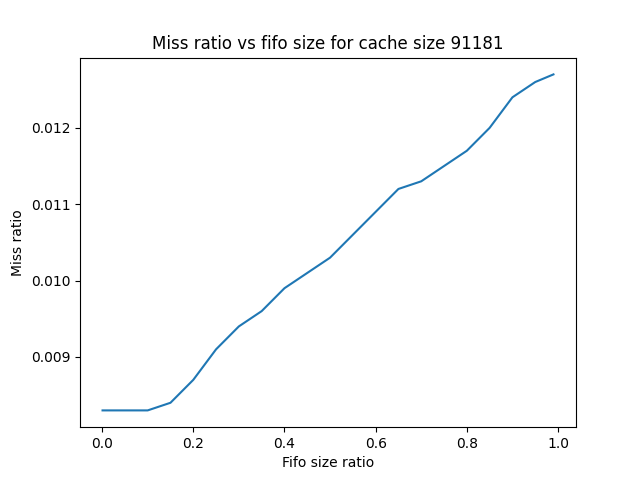 Miss ratio vs fifo size for cache size 91181
Miss ratio
0.012
0.011
0.010
0.009
0.0 0.2 0.4 0.6 0.8 1.0
Fifo size ratio